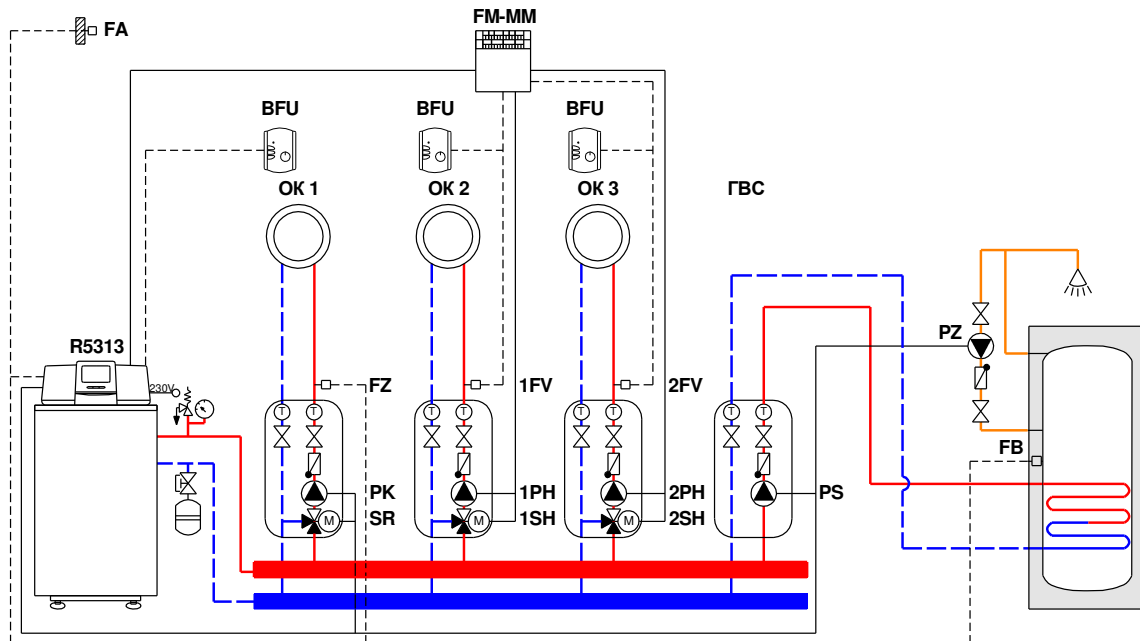 FA
FM-MM
BFU
BFU
BFU
ОК 1
ОК 2
ОК 3
ГВС
PZ
R5313
230V
FZ
1FV
2FV
T
T
T
T
T
T
T
T
FB
PK
1PH
2PH
PS
SR
M
1SH
M
2SH
M